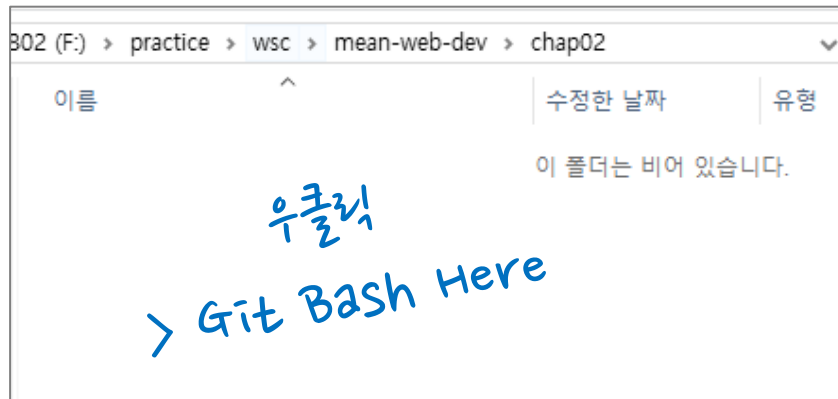 802 (F:) > practice > wsc > mean-web-dev > chap02
이름 수정한 날짜 유형
이 폴더는 비어 있습니다.
우클릭
> Git Bash Here